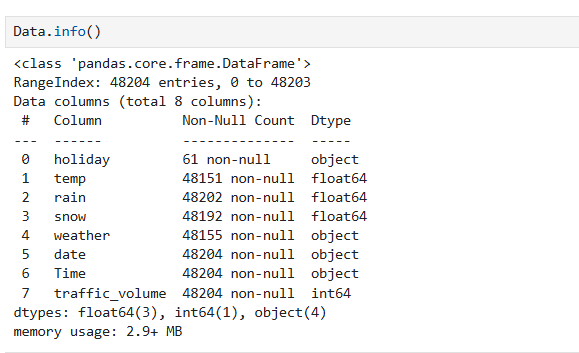 Data.info()
<class 'pandas.core.frame.DataFrame'>
RangeIndex: 48204 entries, 0 to 48203
Data columns (total 8 columns):
 #   Column          Non-Null Count  Dtype
---  ------          --------------  -----
 0   holiday         61 non-null     object
 1   temp            48151 non-null  float64
 2   rain            48202 non-null  float64
 3   snow            48192 non-null  float64
 4   weather         48155 non-null  object
 5   date            48204 non-null  object
 6   Time            48204 non-null  object
 7   traffic_volume  48204 non-null  int64
dtypes: float64(3), int64(1), object(4)
memory usage: 2.9+ MB